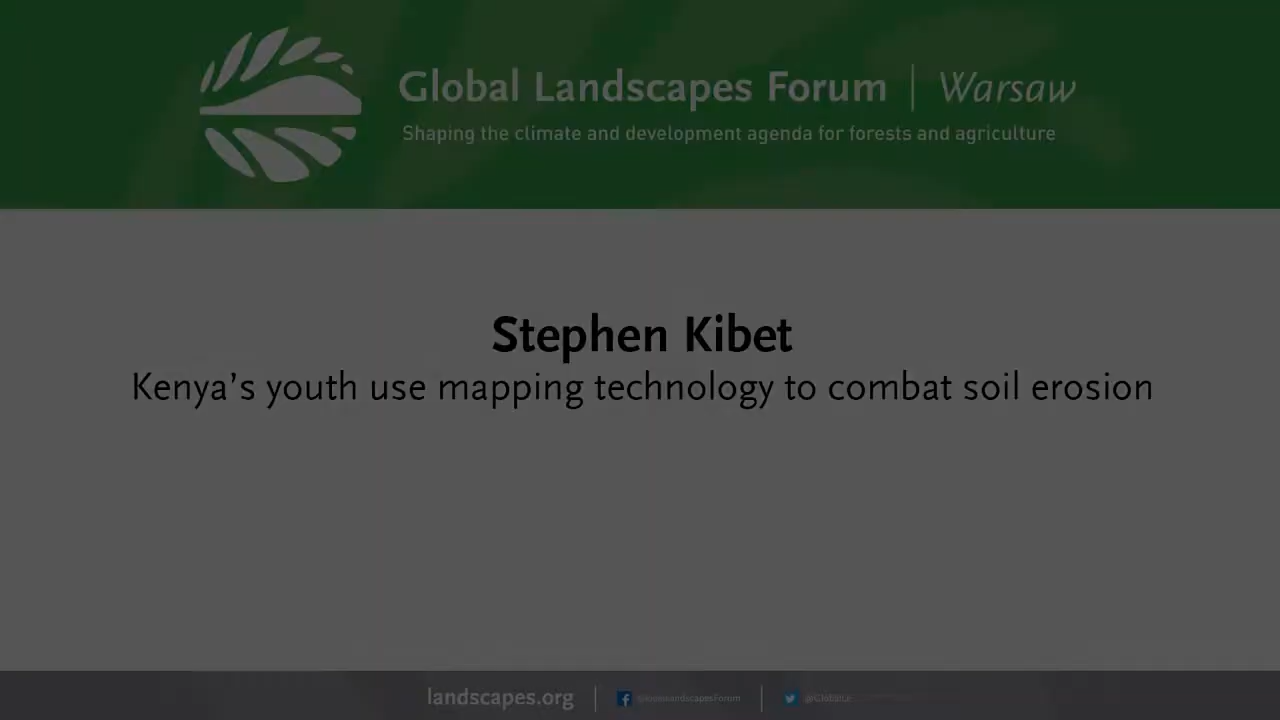 Global Landscapes Forum | Warsaw
Shaping the climate and development agenda for forests and agriculture
Stephen Kibet
Kenya’s youth use mapping technology to combat soil erosion
landscapes.org